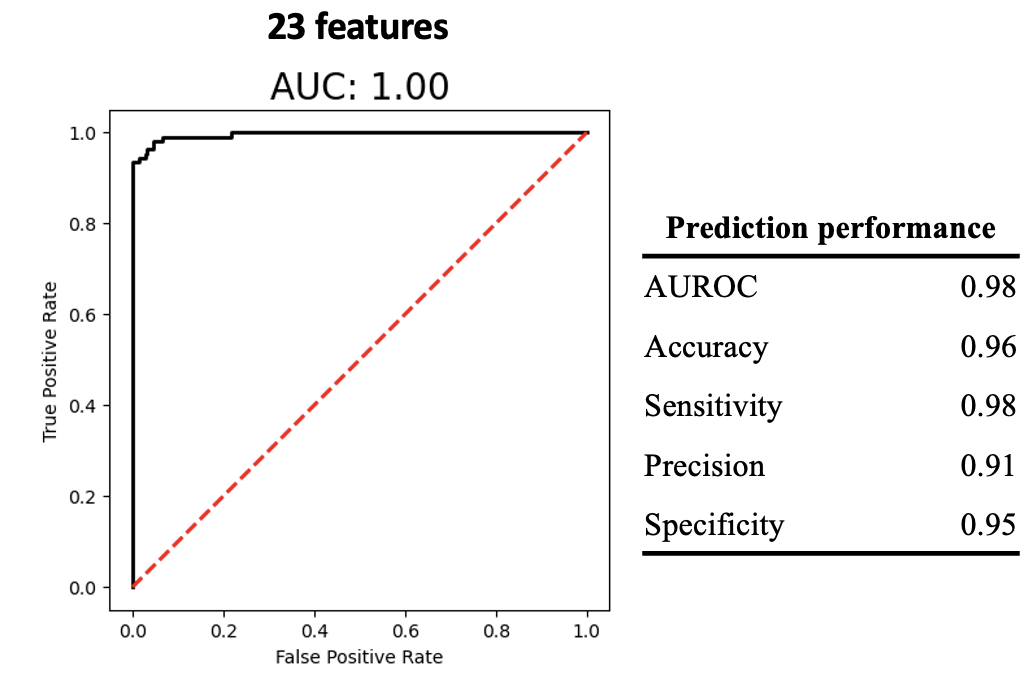 23 features
AUC: 1.00
1.0
0.8
0.6
0.4
0.2
0.0
True Positive Rate
0.0 0.2 0.4 0.6 0.8 1.0
False Positive Rate
Prediction performance
AUROC 0.98
Accuracy 0.96
Sensitivity 0.98
Precision 0.91
Specificity 0.95